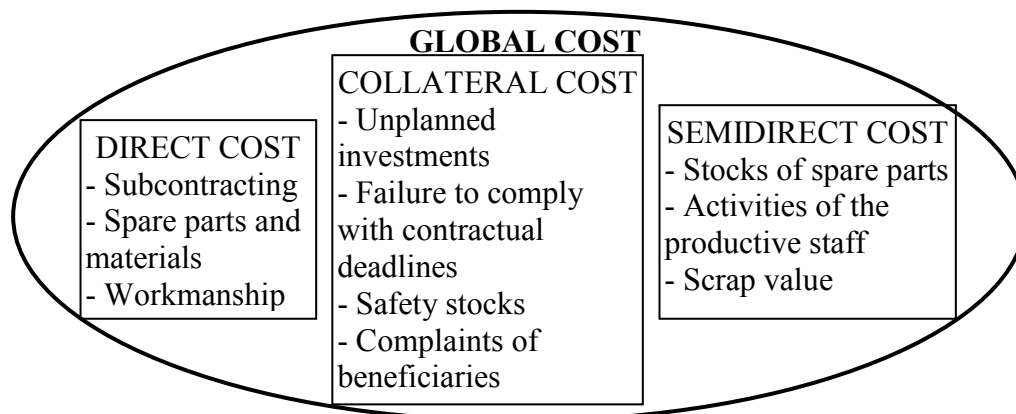 GLOBAL COST
DIRECT COST
- Subcontracting
- Spare parts and
materials
- Workmanship
COLLATERAL COST
- Unplanned
investments
- Failure to comply
with contractual
deadlines
- Safety stocks
- Complaints of
beneficiaries
SEMIDIRECT COST
- Stocks of spare parts
- Activities of the
productive staff
- Scrap value